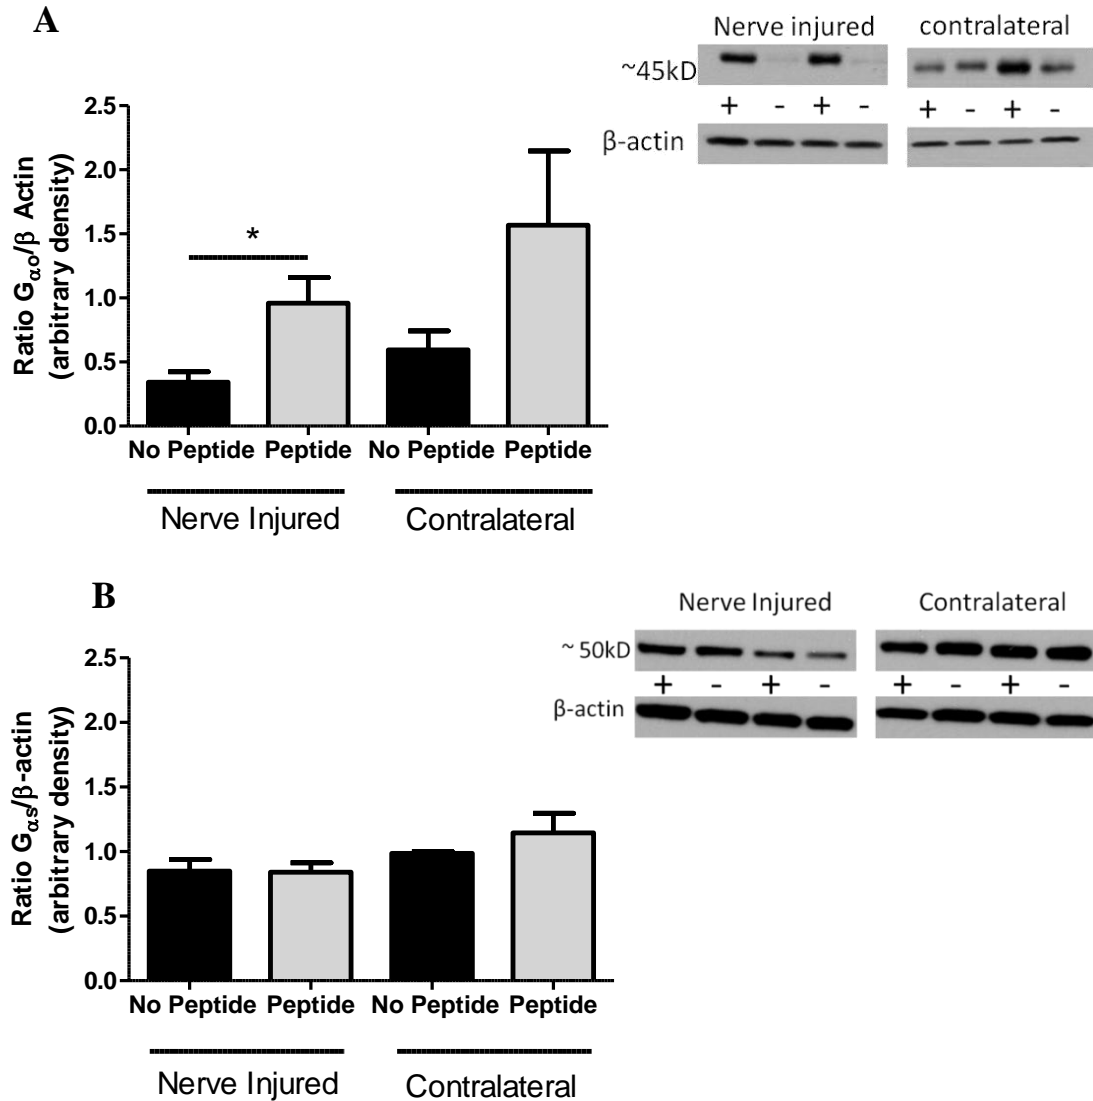 A
Nerve injured
contralateral
~45kD
+ - + -
+ - + -
β-actin
2.5
2.0
1.5
1.0
0.5
0.0
Ratio Gαo/β Actin
(arbitrary density)
*
No Peptide Peptide No Peptide Peptide
Nerve Injured
Contralateral
B
Nerve Injured
Contralateral
~ 50kD
+ - + -
+ - + -
β-actin
2.5
2.0
1.5
1.0
0.5
0.0
Ratio Gαs/β-actin
(arbitrary density)
No Peptide Peptide No Peptide Peptide
Nerve Injured
Contralateral